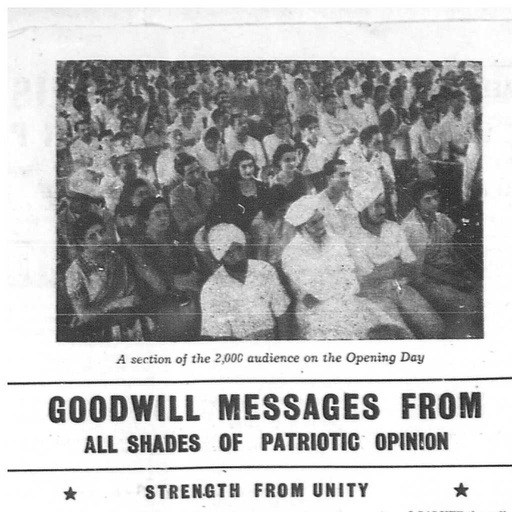 A section of the 2,000 audience on the Opening Day
GOODWILL MESSAGES FROM
ALL SHADES OF PATRIOTIC OPINION
★ STRENGTH FROM UNITY ★